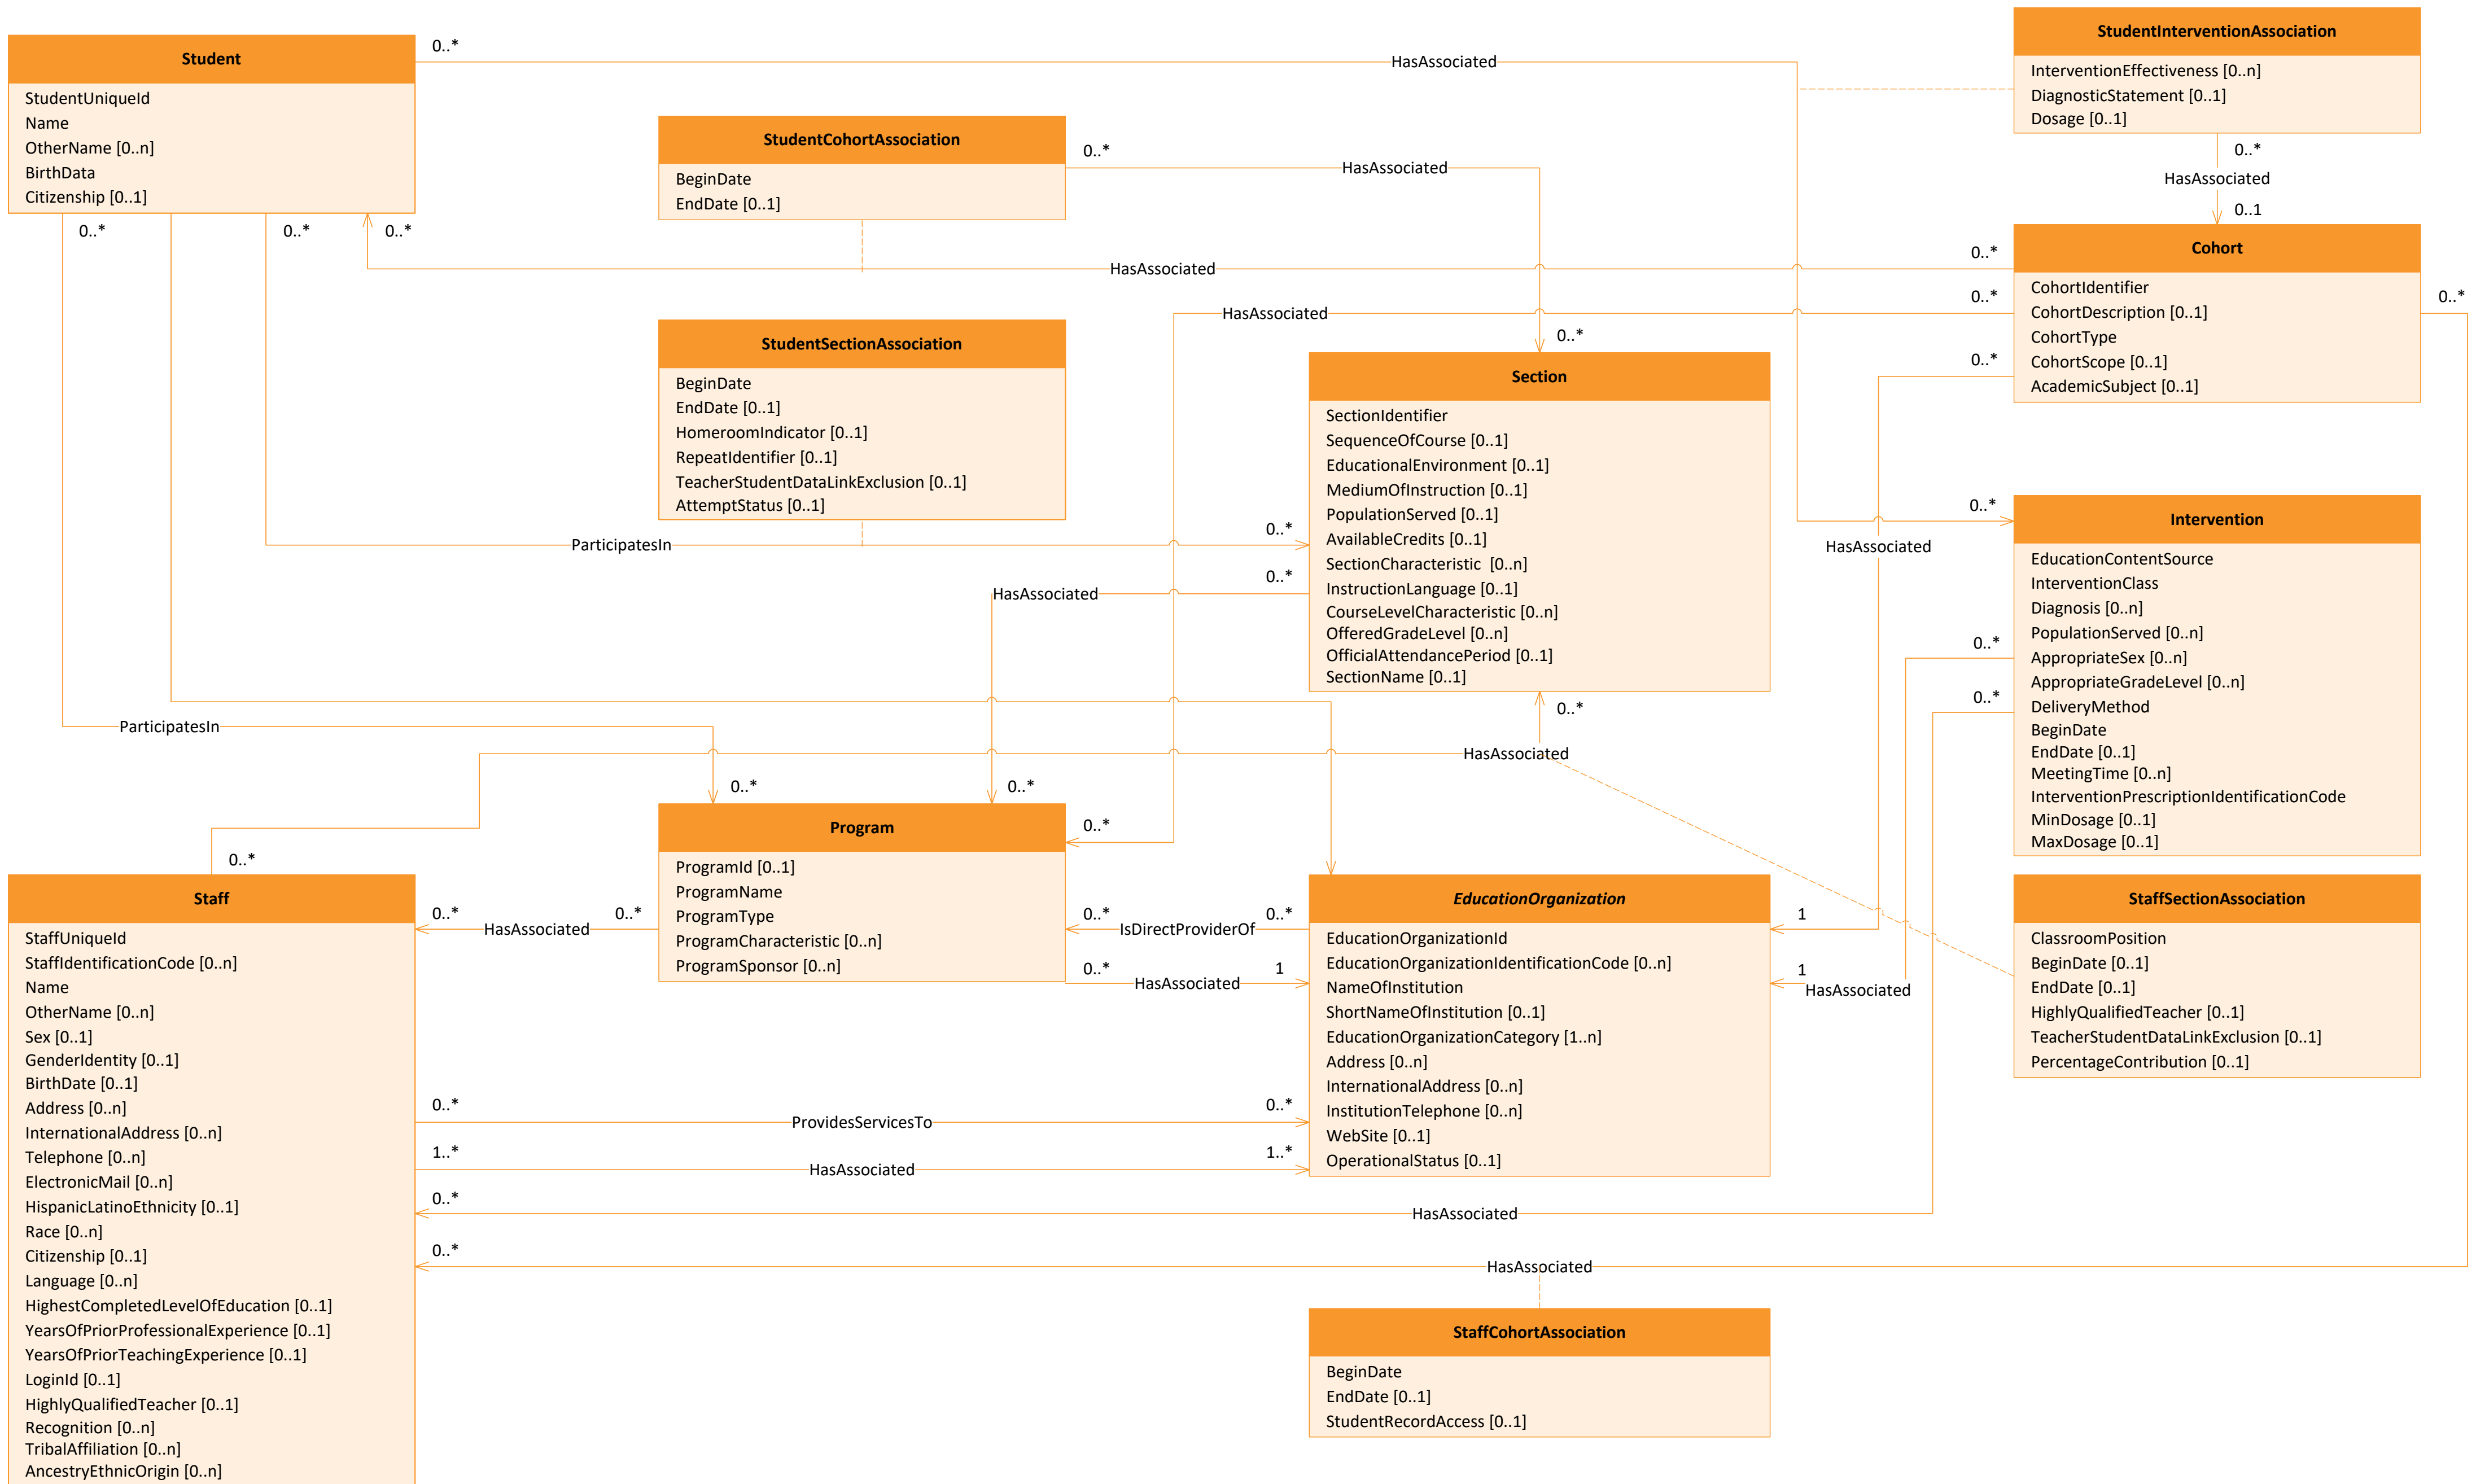 Student
StudentUniqueId
Name
OtherName [0..n]
BirthData
Citizenship [0..1]
0..*
0..*
0..*
0..*
HasAssociated
StudentInterventionAssociation
InterventionEffectiveness [0..n]
DiagnosticStatement [0..1]
Dosage [0..1]
0..*
HasAssociated
0..1
StudentCohortAssociation
BeginDate
EndDate [0..1]
0..*
HasAssociated
0..*
HasAssociated
0..*
Cohort
CohortIdentifier
CohortDescription [0..1]
CohortType
CohortScope [0..1]
AcademicSubject [0..1]
0..*
0..*
0..*
HasAssociated
HasAssociated
StudentSectionAssociation
BeginDate
EndDate [0..1]
HomeroomIndicator [0..1]
RepeatIdentifier [0..1]
TeacherStudentDataLinkExclusion [0..1]
AttemptStatus [0..1]
ParticipatesIn
0..*
0..*
HasAssociated
Section
SectionIdentifier
SequenceOfCourse [0..1]
EducationalEnvironment [0..1]
MediumOfInstruction [0..1]
PopulationServed [0..1]
AvailableCredits [0..1]
SectionCharacteristic  [0..n]
InstructionLanguage [0..1]
CourseLevelCharacteristic [0..n]
OfferedGradeLevel [0..n]
OfficialAttendancePeriod [0..1]
SectionName [0..1]
0..*
HasAssociated
0..*
Intervention
EducationContentSource
InterventionClass
Diagnosis [0..n]
PopulationServed [0..n]
AppropriateSex [0..n]
AppropriateGradeLevel [0..n]
DeliveryMethod
BeginDate
EndDate [0..1]
MeetingTime [0..n]
InterventionPrescriptionIdentificationCode
MinDosage [0..1]
MaxDosage [0..1]
0..*
0..*
ParticipatesIn
0..*
0..*
0..*
Program
ProgramId [0..1]
ProgramName
ProgramType
ProgramCharacteristic [0..n]
ProgramSponsor [0..n]
0..*
HasAssociated
0..*
0..*
IsDirectProviderOf
0..*
0..*
HasAssociated
1
0..*
Staff
StaffUniqueId
StaffIdentificationCode [0..n]
Name
OtherName [0..n]
Sex [0..1]
GenderIdentity [0..1]
BirthDate [0..1]
Address [0..n]
InternationalAddress [0..n]
Telephone [0..n]
ElectronicMail [0..n]
HispanicLatinoEthnicity [0..1]
Race [0..n]
Citizenship [0..1]
Language [0..n]
HighestCompletedLevelOfEducation [0..1]
YearsOfPriorProfessionalExperience [0..1]
YearsOfPriorTeachingExperience [0..1]
LoginId [0..1]
HighlyQualifiedTeacher [0..1]
Recognition [0..n]
TribalAffiliation [0..n]
AncestryEthnicOrigin [0..n]
EducationOrganization
EducationOrganizationId
EducationOrganizationIdentificationCode [0..n]
NameOfInstitution
ShortNameOfInstitution [0..1]
EducationOrganizationCategory [1..n]
Address [0..n]
InternationalAddress [0..n]
InstitutionTelephone [0..n]
WebSite [0..1]
OperationalStatus [0..1]
1
1
HasAssociated
StaffSectionAssociation
ClassroomPosition
BeginDate [0..1]
EndDate [0..1]
HighlyQualifiedTeacher [0..1]
TeacherStudentDataLinkExclusion [0..1]
PercentageContribution [0..1]
0..*
ProvidesServicesTo
0..*
1..*
HasAssociated
1..*
0..*
HasAssociated
0..*
HasAssociated
StaffCohortAssociation
BeginDate
EndDate [0..1]
StudentRecordAccess [0..1]